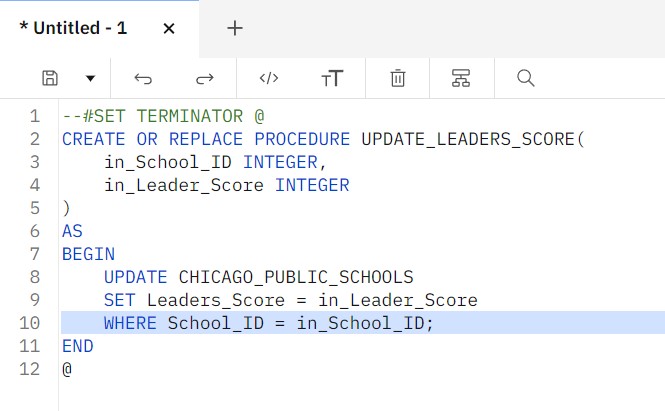 * Untitled - 1 × +
</> TT
1 --#SET TERMINATOR @
2 CREATE OR REPLACE PROCEDURE UPDATE_LEADERS_SCORE(
3     in_School_ID INTEGER,
4     in_Leader_Score INTEGER
5 )
6 AS
7 BEGIN
8     UPDATE CHICAGO_PUBLIC_SCHOOLS
9     SET Leaders_Score = in_Leader_Score
10     WHERE School_ID = in_School_ID;
11 END
12 @